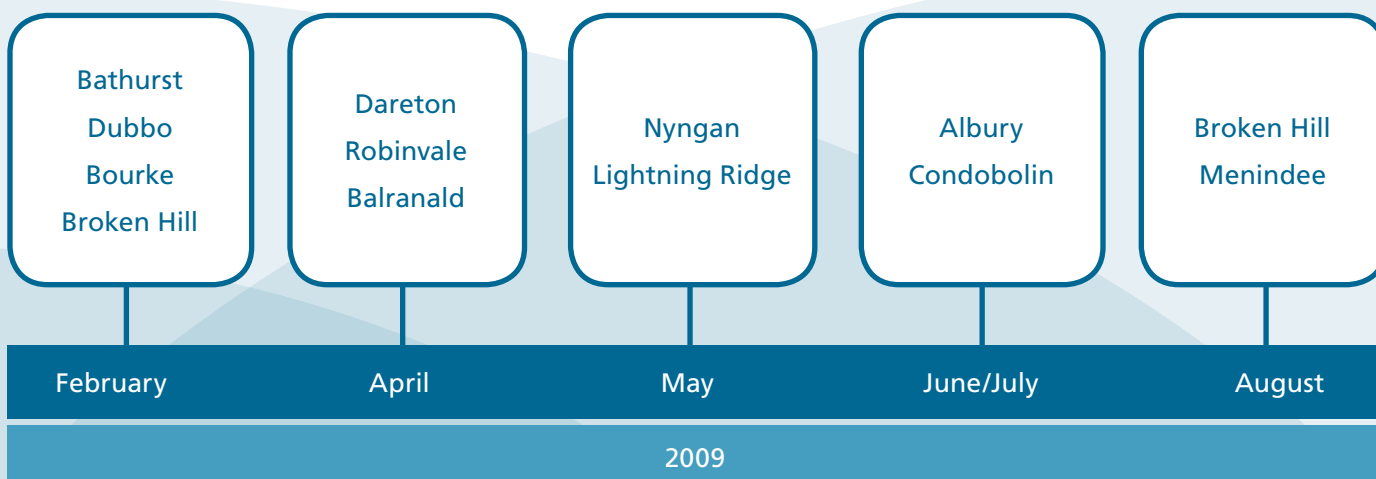 Bathurst
Dubbo
Bourke
Broken Hill
Dareton
Robinvale
Balranald
Nyngan
Lightning Ridge
Albury
Condobolin
Broken Hill
Menindee
February
April
May
June/July
August
2009